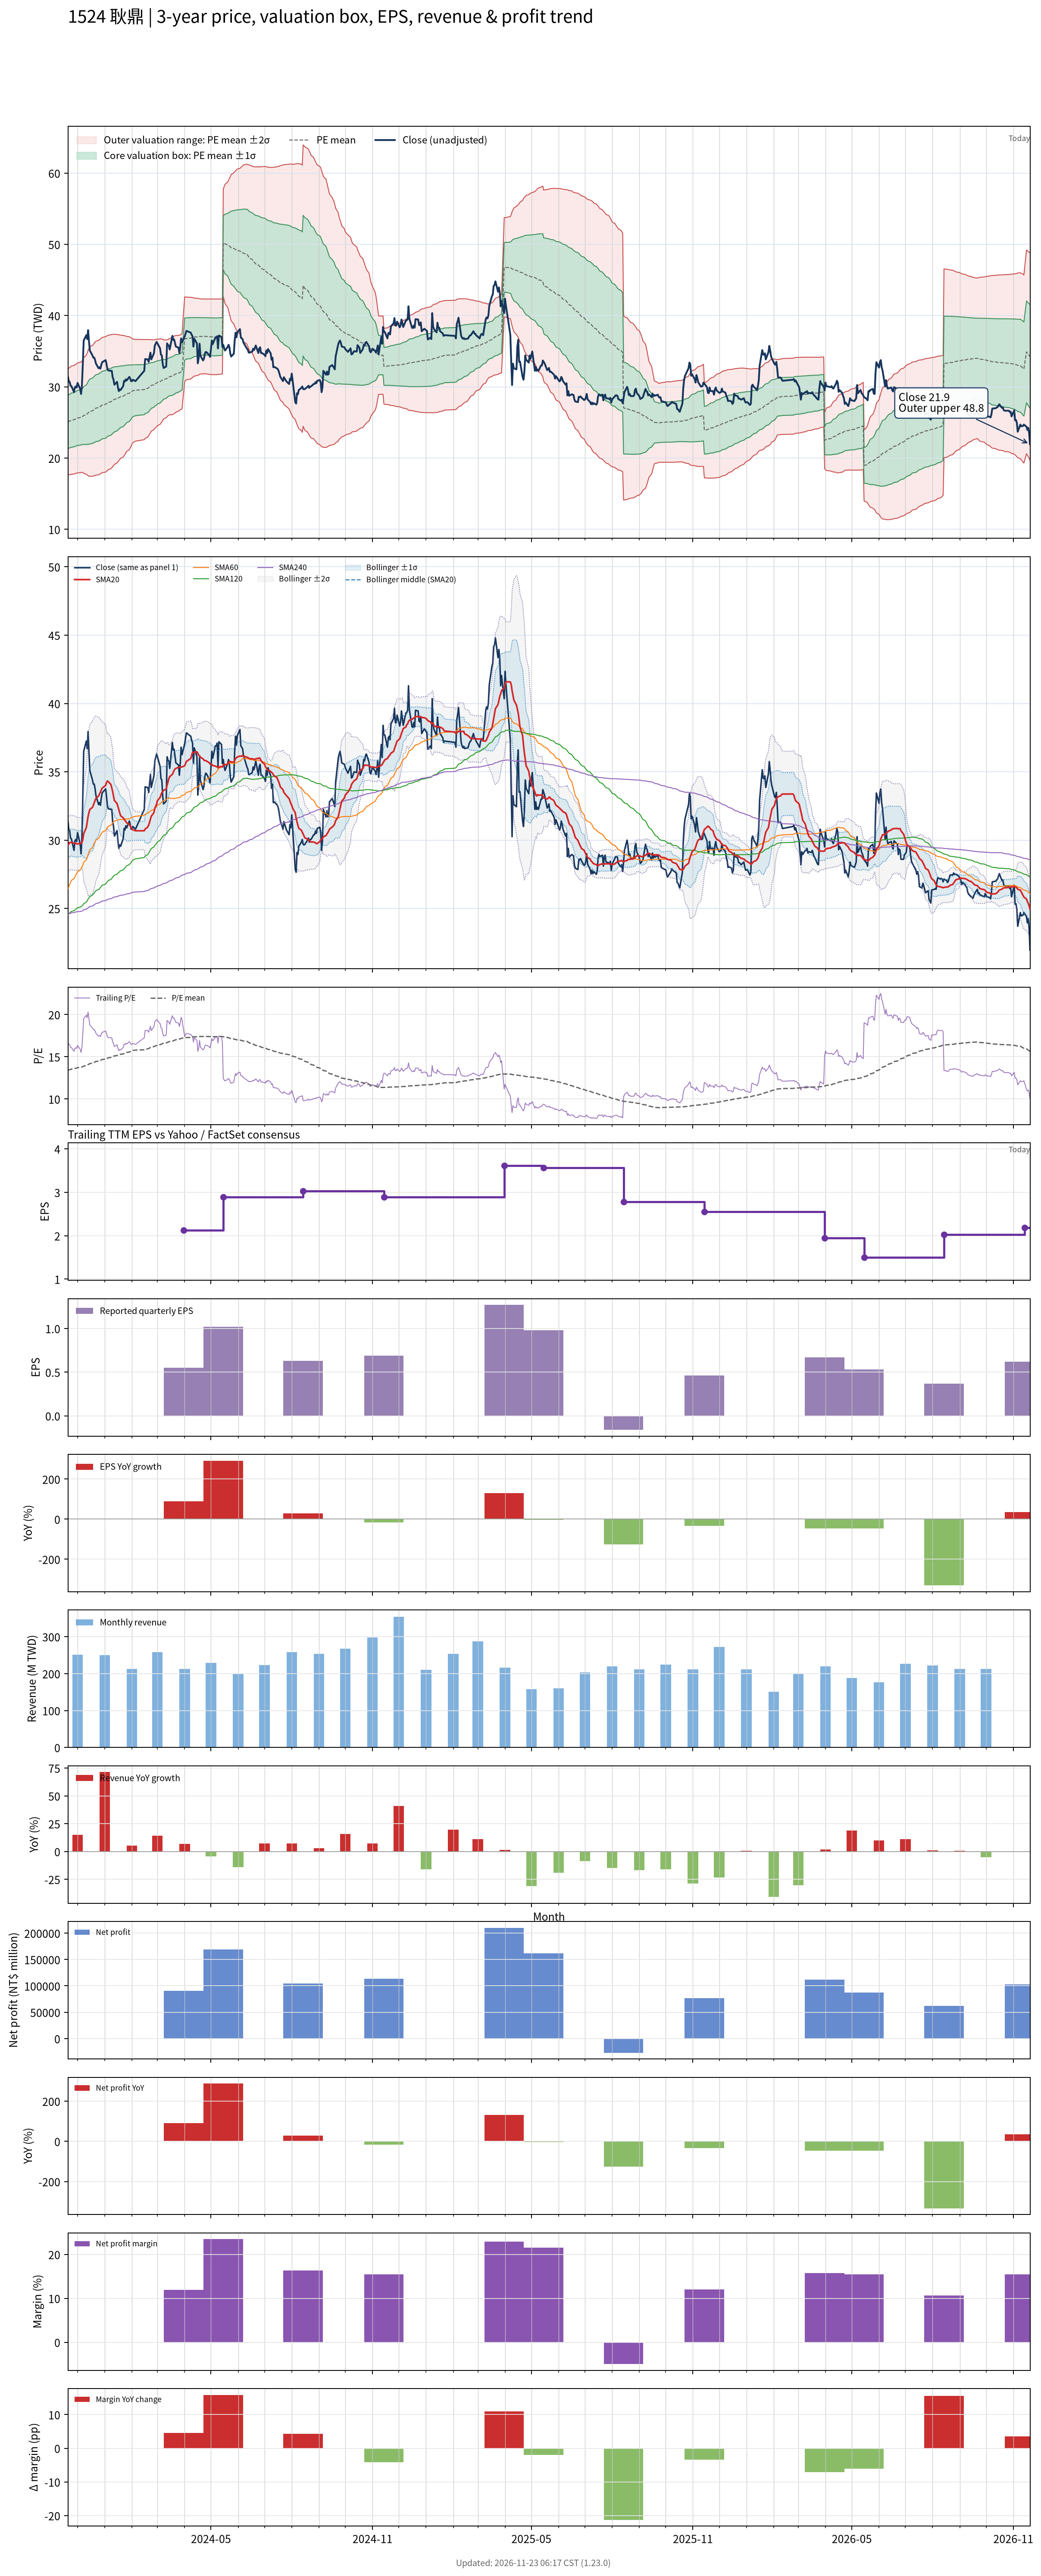 1524 耿鼎 | 3-year price, valuation box, EPS, revenue & profit trend
Outer valuation range: PE mean ±2σ
PE mean
Close (unadjusted)
Core valuation box: PE mean ±1σ
Today
60
50
40
30
20
10
Price (TWD)
Close 21.9
Outer upper 48.8
Close (same as panel 1)
SMA60
SMA240
Bollinger ±1σ
SMA20
SMA120
Bollinger ±2σ
Bollinger middle (SMA20)
50
45
40
35
30
25
Price
Trailing P/E
P/E mean
20
15
10
P/E
Trailing TTM EPS vs Yahoo / FactSet consensus
Today
4
3
2
1
EPS
Reported quarterly EPS
1.0
0.5
0.0
EPS
EPS YoY growth
200
0
-200
YoY (%)
Monthly revenue
300
200
100
0
Revenue (M TWD)
Revenue YoY growth
75
50
25
0
-25
YoY (%)
Month
Net profit
200000
150000
100000
50000
0
Net profit (NT$ million)
Net profit YoY
200
0
-200
YoY (%)
Net profit margin
20
10
0
Margin (%)
Margin YoY change
10
0
-10
-20
Δ margin (pp)
2024-05
2024-11
2025-05
2025-11
2026-05
2026-11
Updated: 2026-11-23 06:17 CST (1.23.0)